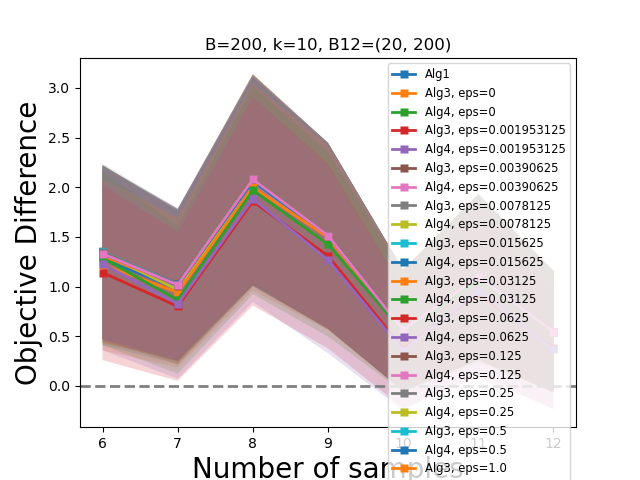 B=200, k=10, B12=(20, 200)
Objective Difference
3.0
2.5
2.0
1.5
1.0
0.5
0.0
6
7
8
9
10
11
12
Number of samples
Alg1
Alg3, eps=0
Alg4, eps=0
Alg3, eps=0.001953125
Alg4, eps=0.001953125
Alg3, eps=0.00390625
Alg4, eps=0.00390625
Alg3, eps=0.0078125
Alg4, eps=0.0078125
Alg3, eps=0.015625
Alg4, eps=0.015625
Alg3, eps=0.03125
Alg4, eps=0.03125
Alg3, eps=0.0625
Alg4, eps=0.0625
Alg3, eps=0.125
Alg4, eps=0.125
Alg3, eps=0.25
Alg4, eps=0.25
Alg3, eps=0.5
Alg4, eps=0.5
Alg3, eps=1.0